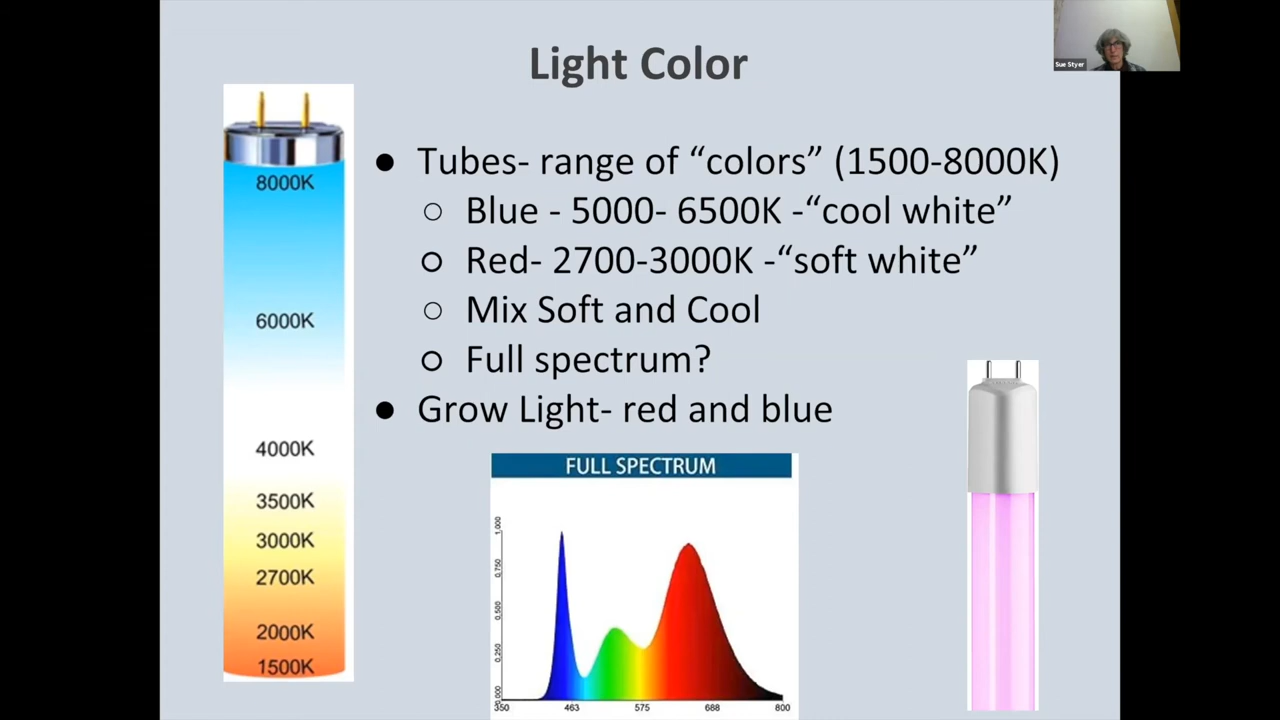 Light Color
Sue Styer
● Tubes- range of “colors” (1500-8000K)
○ Blue - 5000- 6500K -“cool white”
○ Red- 2700-3000K -“soft white”
○ Mix Soft and Cool
○ Full spectrum?
● Grow Light- red and blue
8000K
6000K
4000K
3500K
3000K
2700K
2000K
1500K
FULL SPECTRUM
1,000
0,750
0,500
0,250
0,000
350 463 575 688 800